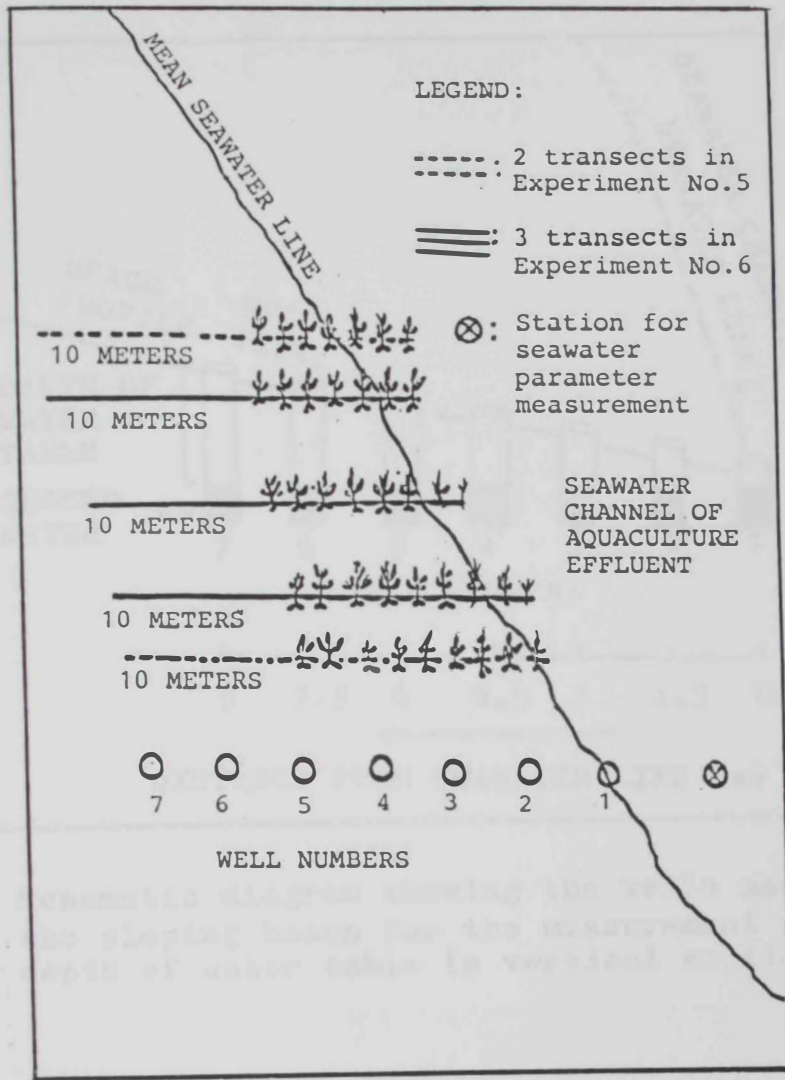 MEAN SEAWATER LINE
LEGEND:
: 2 transects in
Experiment No.5
: 3 transects in
Experiment No.6
: Station for
seawater
parameter
measurement
10 METERS
10 METERS
10 METERS
10 METERS
10 METERS
SEAWATER
CHANNEL OF
AQUACULTURE
EFFLUENT
7 6 5 4 3 2 1
WELL NUMBERS